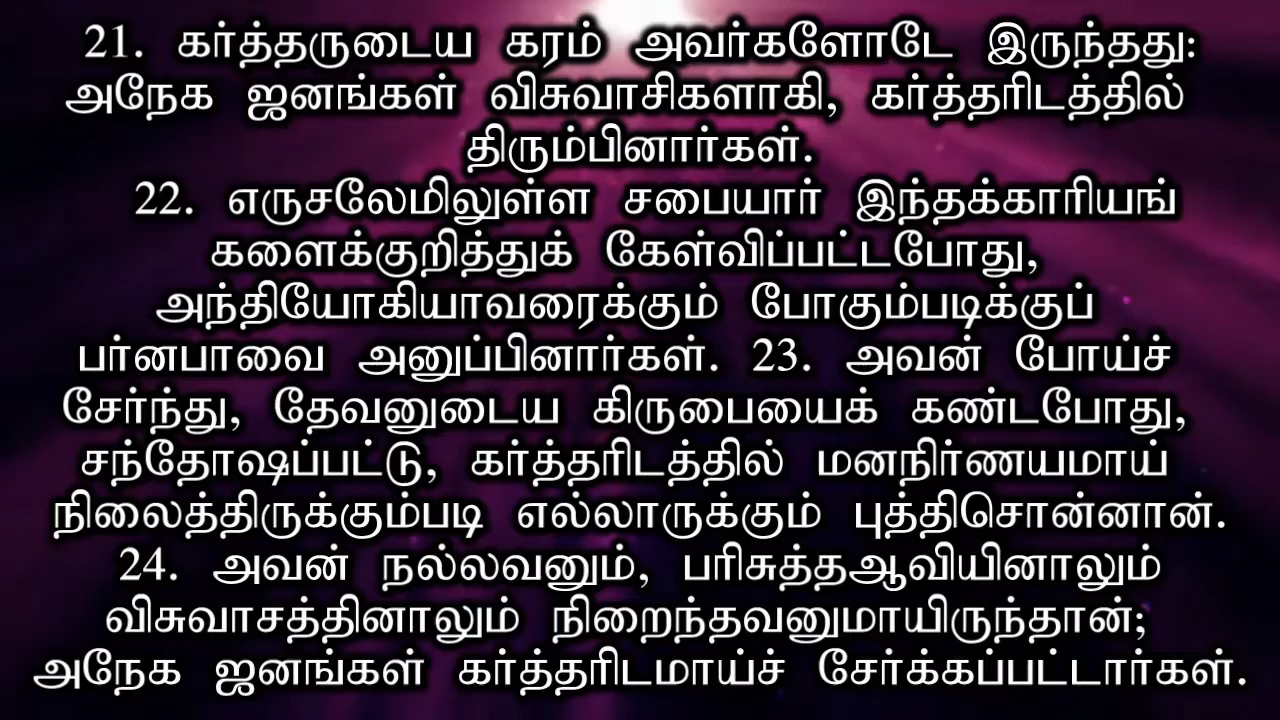 21. கர்த்தருடைய கரம் அவர்களோடே இருந்தது:
அநேக ஜனங்கள் விசுவாசிகளாகி, கர்த்தரிடத்தில்
திரும்பினார்கள்.
22. எருசலேமிலுள்ள சபையார் இந்தக்காரியங்
களைக்குறித்துக் கேள்விப்பட்டபோது,
அந்தியோகியாவரைக்கும் போகும்படிக்குப்
பர்னபாவை அனுப்பினார்கள். 23. அவன் போய்ச்
சேர்ந்து, தேவனுடைய கிருபையைக் கண்டபோது,
சந்தோஷப்பட்டு, கர்த்தரிடத்தில் மனநிர்ணயமாய்
நிலைத்திருக்கும்படி எல்லாருக்கும் புத்திசொன்னான்.
24. அவன் நல்லவனும், பரிசுத்தஆவியினாலும்
விசுவாசத்தினாலும் நிறைந்தவனுமாயிருந்தான்;
அநேக ஜனங்கள் கர்த்தரிடமாய்ச் சேர்க்கப்பட்டார்கள்.